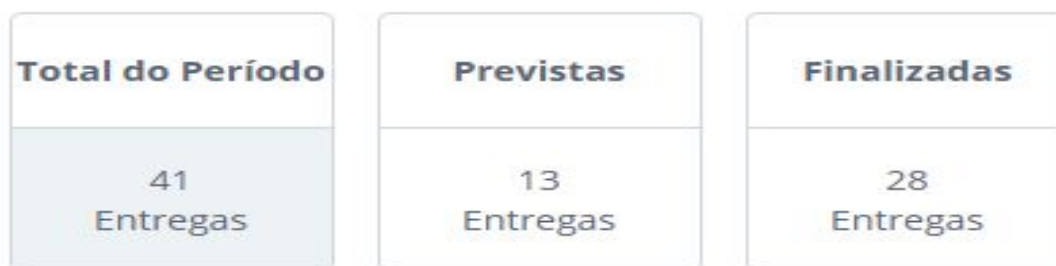 Total do Período
41
Entregas
Previstas
13
Entregas
Finalizadas
28
Entregas